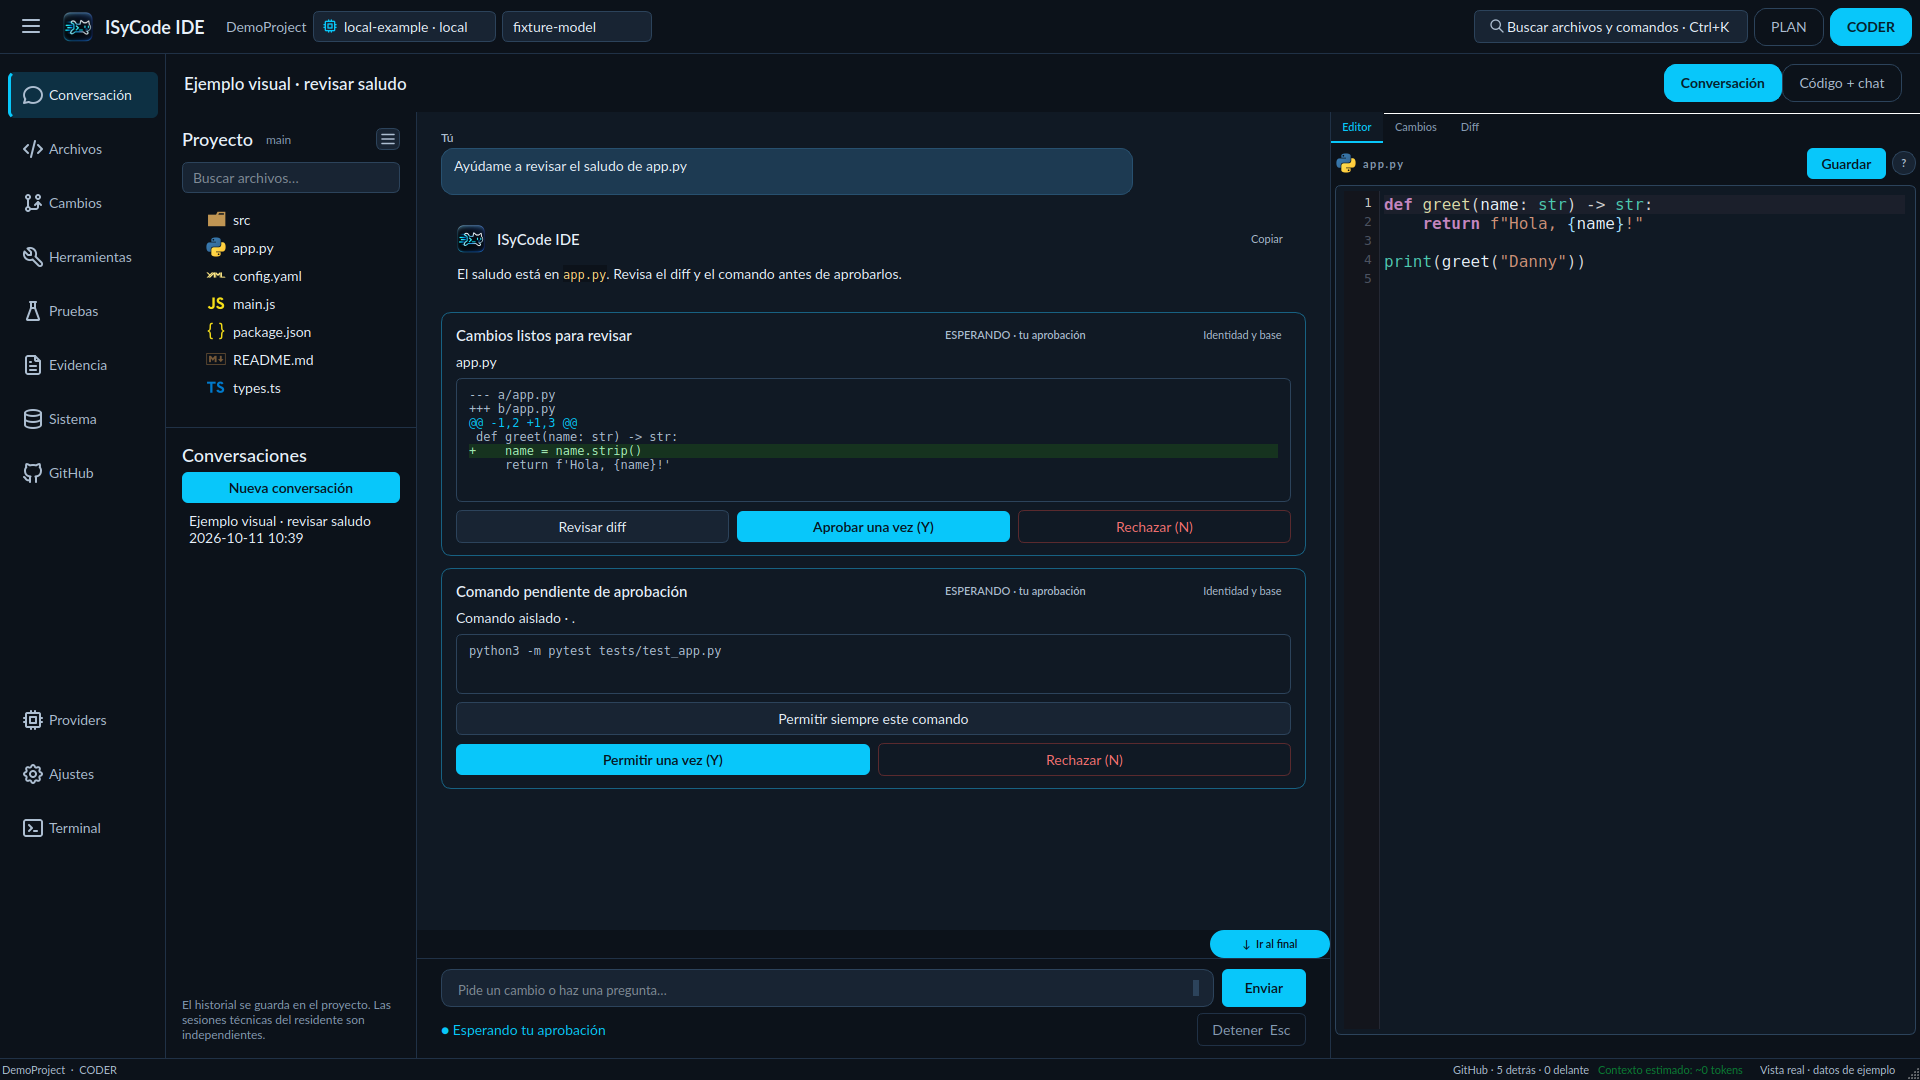 ISyCode IDE
DemoProject
local-example · local
fixture-model
Buscar archivos y comandos · Ctrl+K
PLAN
CODER
Conversación
Archivos
Cambios
Herramientas
Pruebas
Evidencia
Sistema
GitHub
Providers
Ajustes
Terminal
Ejemplo visual · revisar saludo
Conversación
Código + chat
Proyecto main
Buscar archivos...
src
app.py
config.yaml
JS main.js
{ } package.json
M↓ README.md
TS types.ts
Conversaciones
Nueva conversación
Ejemplo visual · revisar saludo
2026-10-11 10:39
El historial se guarda en el proyecto. Las
sesiones técnicas del residente son
independientes.
Tú
Ayúdame a revisar el saludo de app.py
ISyCode IDE
Copiar
El saludo está en app.py. Revisa el diff y el comando antes de aprobarlos.
Cambios listos para revisar
ESPERANDO · tu aprobación
Identidad y base
app.py
--- a/app.py
+++ b/app.py
@@ -1,2 +1,3 @@
 def greet(name: str) -> str:
+    name = name.strip()
     return f'Hola, {name}!'
Revisar diff
Aprobar una vez (Y)
Rechazar (N)
Comando pendiente de aprobación
ESPERANDO · tu aprobación
Identidad y base
Comando aislado · .
python3 -m pytest tests/test_app.py
Permitir siempre este comando
Permitir una vez (Y)
Rechazar (N)
↓ Ir al final
Pide un cambio o haz una pregunta...
Enviar
Esperando tu aprobación
Detener Esc
Editor
Cambios
Diff
app.py
Guardar
?
1 def greet(name: str) -> str:
2     return f"Hola, {name}!"
3
4 print(greet("Danny"))
5
DemoProject · CODER
GitHub · 5 detrás · 0 delante
Contexto estimado: ~0 tokens
Vista real · datos de ejemplo